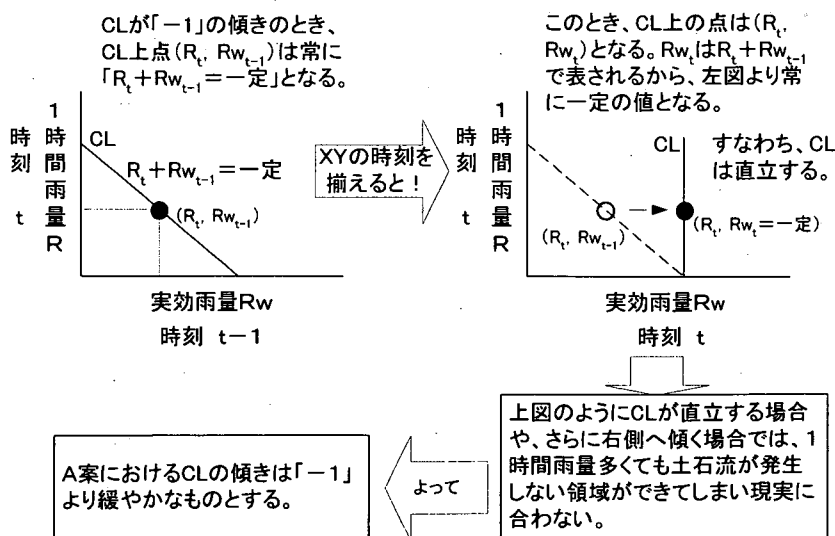 CLが「－1」の傾きのとき、
CL上点(Rt, Rwt-1)は常に
「Rt＋Rwt-1＝一定」となる。
時刻 t
1時間雨量R
CL
Rt＋Rwt-1＝一定
(Rt, Rwt-1)
実効雨量Rw
時刻 t－1
XYの時刻を
揃えると！
このとき、CL上の点は(Rt,
Rwt)となる。RwtはRt＋Rwt-1
で表されるから、左図より常
に一定の値となる。
時刻 t
1時間雨量R
CL
すなわち、CL
は直立する。
(Rt, Rwt-1)
(Rt, Rwt＝一定)
実効雨量Rw
時刻 t
上図のようにCLが直立する場合
や、さらに右側へ傾く場合では、1
時間雨量多くても土石流が発生
しない領域ができてしまい現実に
合わない。
よって
A案におけるCLの傾きは「－1」
より緩やかなものとする。